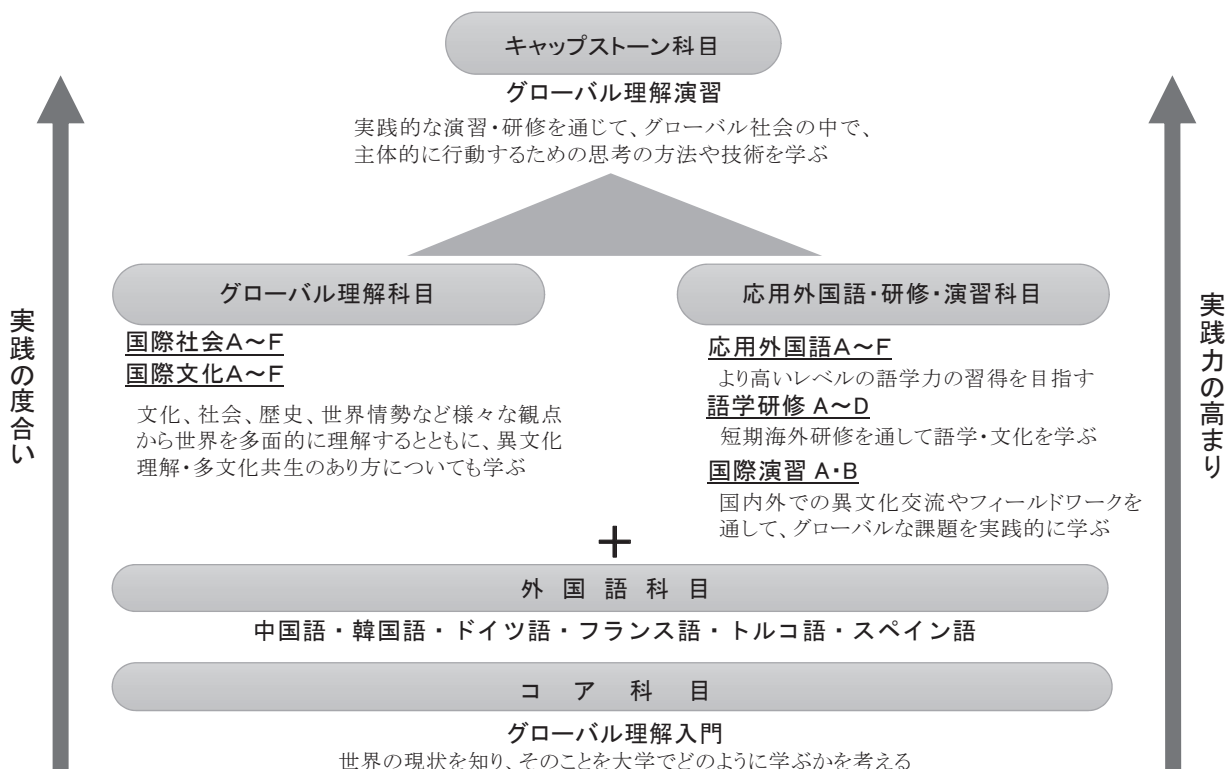 キャップストーン科目
グローバル理解演習
実践的な演習・研修を通じて、グローバル社会の中で、
主体的に行動するための思考の方法や技術を学ぶ
実践の度合い
グローバル理解科目
国際社会A～F
国際文化A～F
文化、社会、歴史、世界情勢など様々な観点
から世界を多面的に理解するとともに、異文化
理解・多文化共生のあり方についても学ぶ
応用外国語・研修・演習科目
応用外国語A～F
より高いレベルの語学力の習得を目指す
語学研修 A～D
短期海外研修を通して語学・文化を学ぶ
国際演習 A・B
国内外での異文化交流やフィールドワークを
通して、グローバルな課題を実践的に学ぶ
実践力の高まり
＋
外国語科目
中国語・韓国語・ドイツ語・フランス語・トルコ語・スペイン語
コア科目
グローバル理解入門
世界の現状を知り、そのことを大学でどのように学ぶかを考える